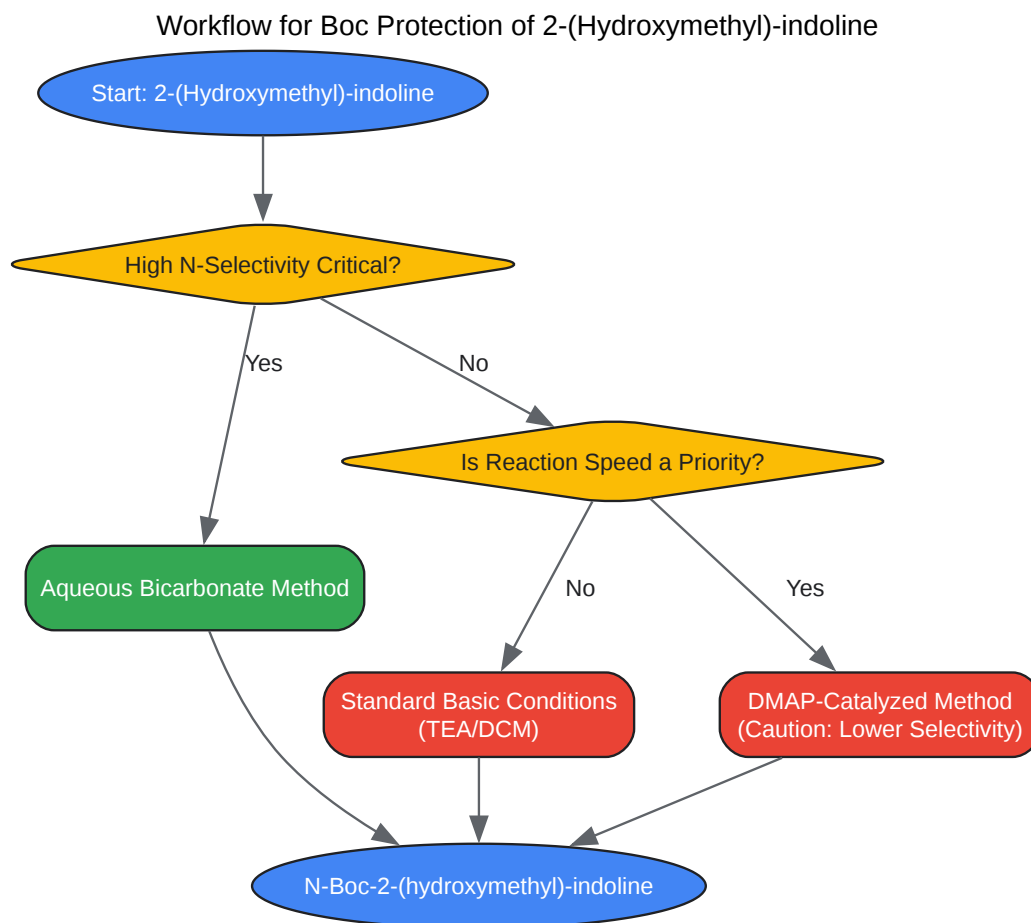 Workflow for Boc Protection of 2-(Hydroxymethyl)-indoline
Start: 2-(Hydroxymethyl)-indoline
High N-Selectivity Critical?
Yes
No
Is Reaction Speed a Priority?
Aqueous Bicarbonate Method
No
Yes
Standard Basic Conditions
(TEA/DCM)
DMAP-Catalyzed Method
(Caution: Lower Selectivity)
N-Boc-2-(hydroxymethyl)-indoline